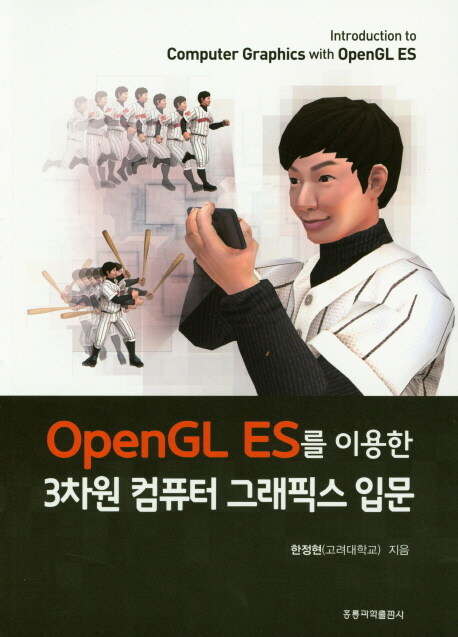 Introduction to
Computer Graphics with OpenGL ES
OpenGL ES를 이용한
3차원 컴퓨터 그래픽스 입문
한정현(고려대학교) 지음
홍릉과학출판사